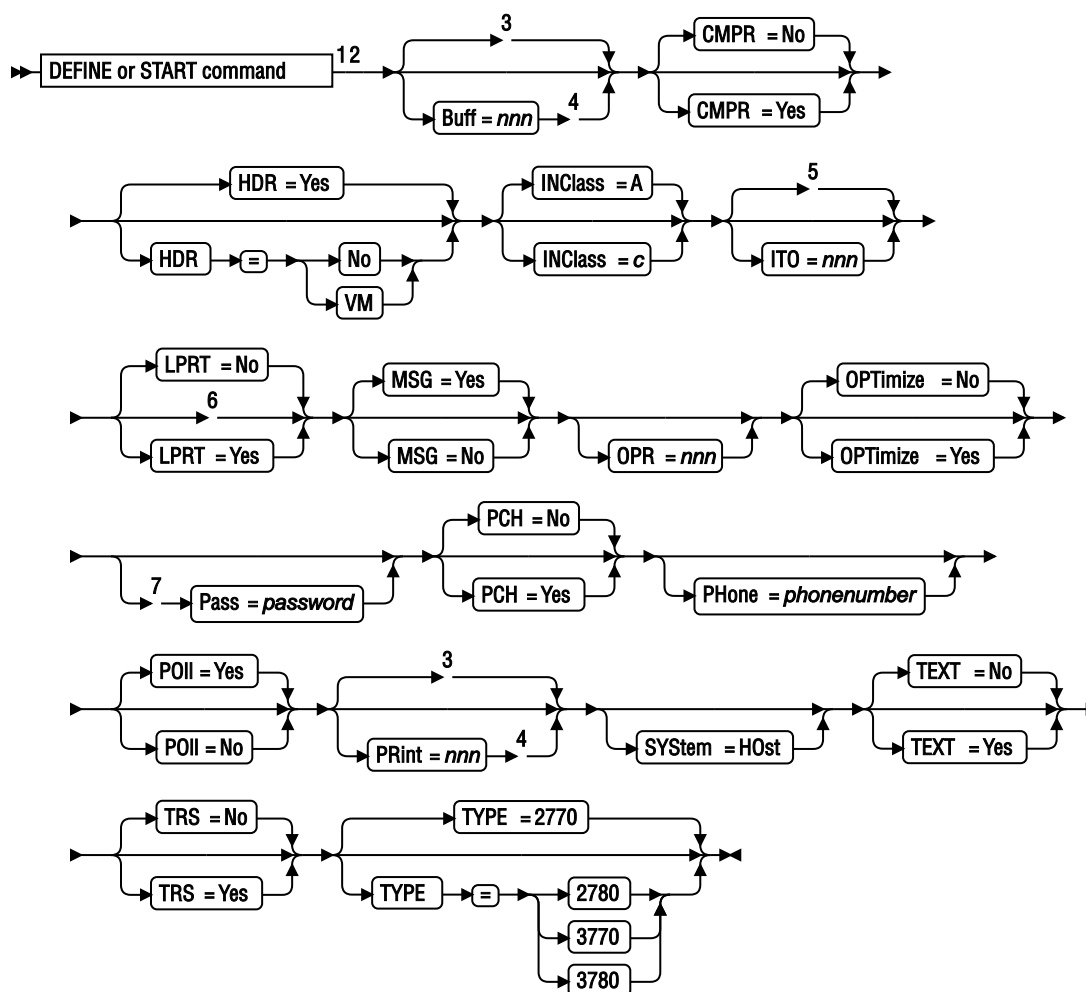 3
CMPR = No
DEFINE or START command 1 2
Buff = nnn 4
CMPR = Yes
HDR = Yes
INClass = A
5
HDR = No
INClass = c
ITO = nnn
VM
LPRT = No
MSG = Yes
OPTimize = No
6
LPRT = Yes
MSG = No
OPR = nnn
OPTimize = Yes
PCH = No
7 Pass = password
PCH = Yes
PHone = phonenumber
POll = Yes
3
TEXT = No
POll = No
PRint = nnn 4
SYStem = HOst
TEXT = Yes
TRS = No
TYPE = 2770
TRS = Yes
TYPE = 2780
3770
3780